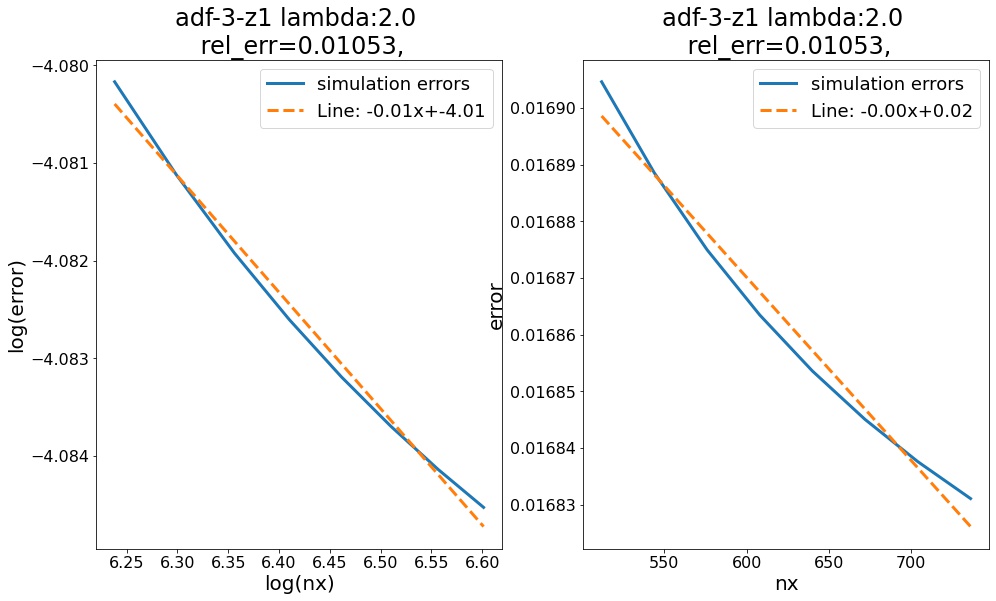 adf-3-z1 lambda:2.0
rel_err=0.01053,
simulation errors
Line: -0.01x+-4.01
−4.080
−4.081
−4.082
−4.083
−4.084
log(error)
6.25 6.30 6.35 6.40 6.45 6.50 6.55 6.60
log(nx)
adf-3-z1 lambda:2.0
rel_err=0.01053,
simulation errors
Line: -0.00x+0.02
0.01690
0.01689
0.01688
0.01687
0.01686
0.01685
0.01684
0.01683
error
550 600 650 700
nx